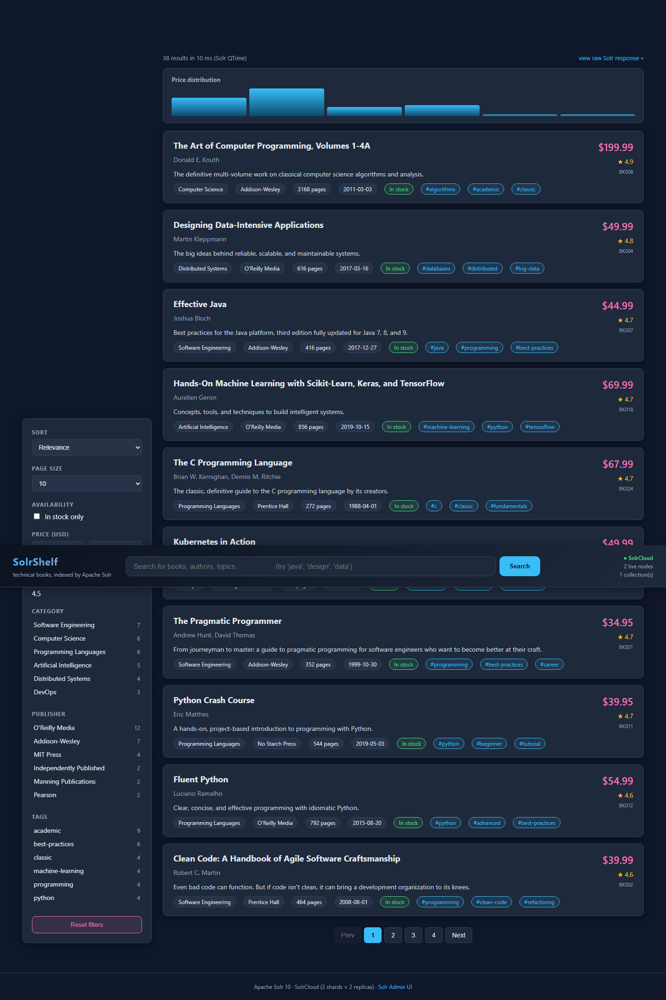 38 results in 10 ms (Solr QTime)
view raw Solr response »
Price distribution
The Art of Computer Programming, Volumes 1-4A
$199.99
Donald E. Knuth
★ 4.9
The definitive multi-volume work on classical computer science algorithms and analysis.
BK008
Computer Science Addison-Wesley 3168 pages 2011-03-03 In stock #algorithms #academic #classic
Designing Data-Intensive Applications
$49.99
Martin Kleppmann
★ 4.8
The big ideas behind reliable, scalable, and maintainable systems.
BK004
Distributed Systems O'Reilly Media 616 pages 2017-03-16 In stock #databases #distributed #big-data
Effective Java
$44.99
Joshua Bloch
★ 4.7
Best practices for the Java platform, third edition fully updated for Java 7, 8, and 9.
BK007
Software Engineering Addison-Wesley 416 pages 2017-12-27 In stock #java #programming #best-practices
Hands-On Machine Learning with Scikit-Learn, Keras, and TensorFlow
$69.99
Aurelien Geron
★ 4.7
Concepts, tools, and techniques to build intelligent systems.
BK018
Artificial Intelligence O'Reilly Media 856 pages 2019-10-15 In stock #machine-learning #python #tensorflow
The C Programming Language
$67.99
Brian W. Kernighan, Dennis M. Ritchie
★ 4.7
The classic, definitive guide to the C programming language by its creators.
BK024
Programming Languages Prentice Hall 272 pages 1988-04-01 In stock #c #classic #fundamentals
Kubernetes in Action
$49.99
SORT
Relevance
PAGE SIZE
10
AVAILABILITY
In stock only
PRICE (USD)
SolrShelf
technical books, indexed by Apache Solr
Search for books, authors, topics... (try 'java', 'design', 'data')
Search
● SolrCloud
2 live nodes
1 collection(s)
4.5
CATEGORY
Software Engineering 7
Computer Science 6
Programming Languages 6
Artificial Intelligence 5
Distributed Systems 4
DevOps 3
PUBLISHER
O'Reilly Media 12
Addison-Wesley 7
MIT Press 4
Independently Published 2
Manning Publications 2
Pearson 2
TAGS
academic 9
best-practices 6
classic 4
machine-learning 4
programming 4
python 4
Reset filters
The Pragmatic Programmer
$34.95
Andrew Hunt, David Thomas
★ 4.7
From journeyman to master: a guide to pragmatic programming for software engineers who want to become better at their craft.
BK001
Software Engineering Addison-Wesley 352 pages 1999-10-30 In stock #programming #best-practices #career
Python Crash Course
$39.95
Eric Matthes
★ 4.7
A hands-on, project-based introduction to programming with Python.
BK011
Programming Languages No Starch Press 544 pages 2019-05-03 In stock #python #beginner #tutorial
Fluent Python
$54.99
Luciano Ramalho
★ 4.6
Clear, concise, and effective programming with idiomatic Python.
BK012
Programming Languages O'Reilly Media 792 pages 2015-08-20 In stock #python #advanced #best-practices
Clean Code: A Handbook of Agile Software Craftsmanship
$39.99
Robert C. Martin
★ 4.6
Even bad code can function. But if code isn't clean, it can bring a development organization to its knees.
BK002
Software Engineering Prentice Hall 464 pages 2008-08-01 In stock #programming #clean-code #refactoring
Prev 1 2 3 4 Next
Apache Solr 10 · SolrCloud (2 shards × 2 replicas) · Solr Admin UI